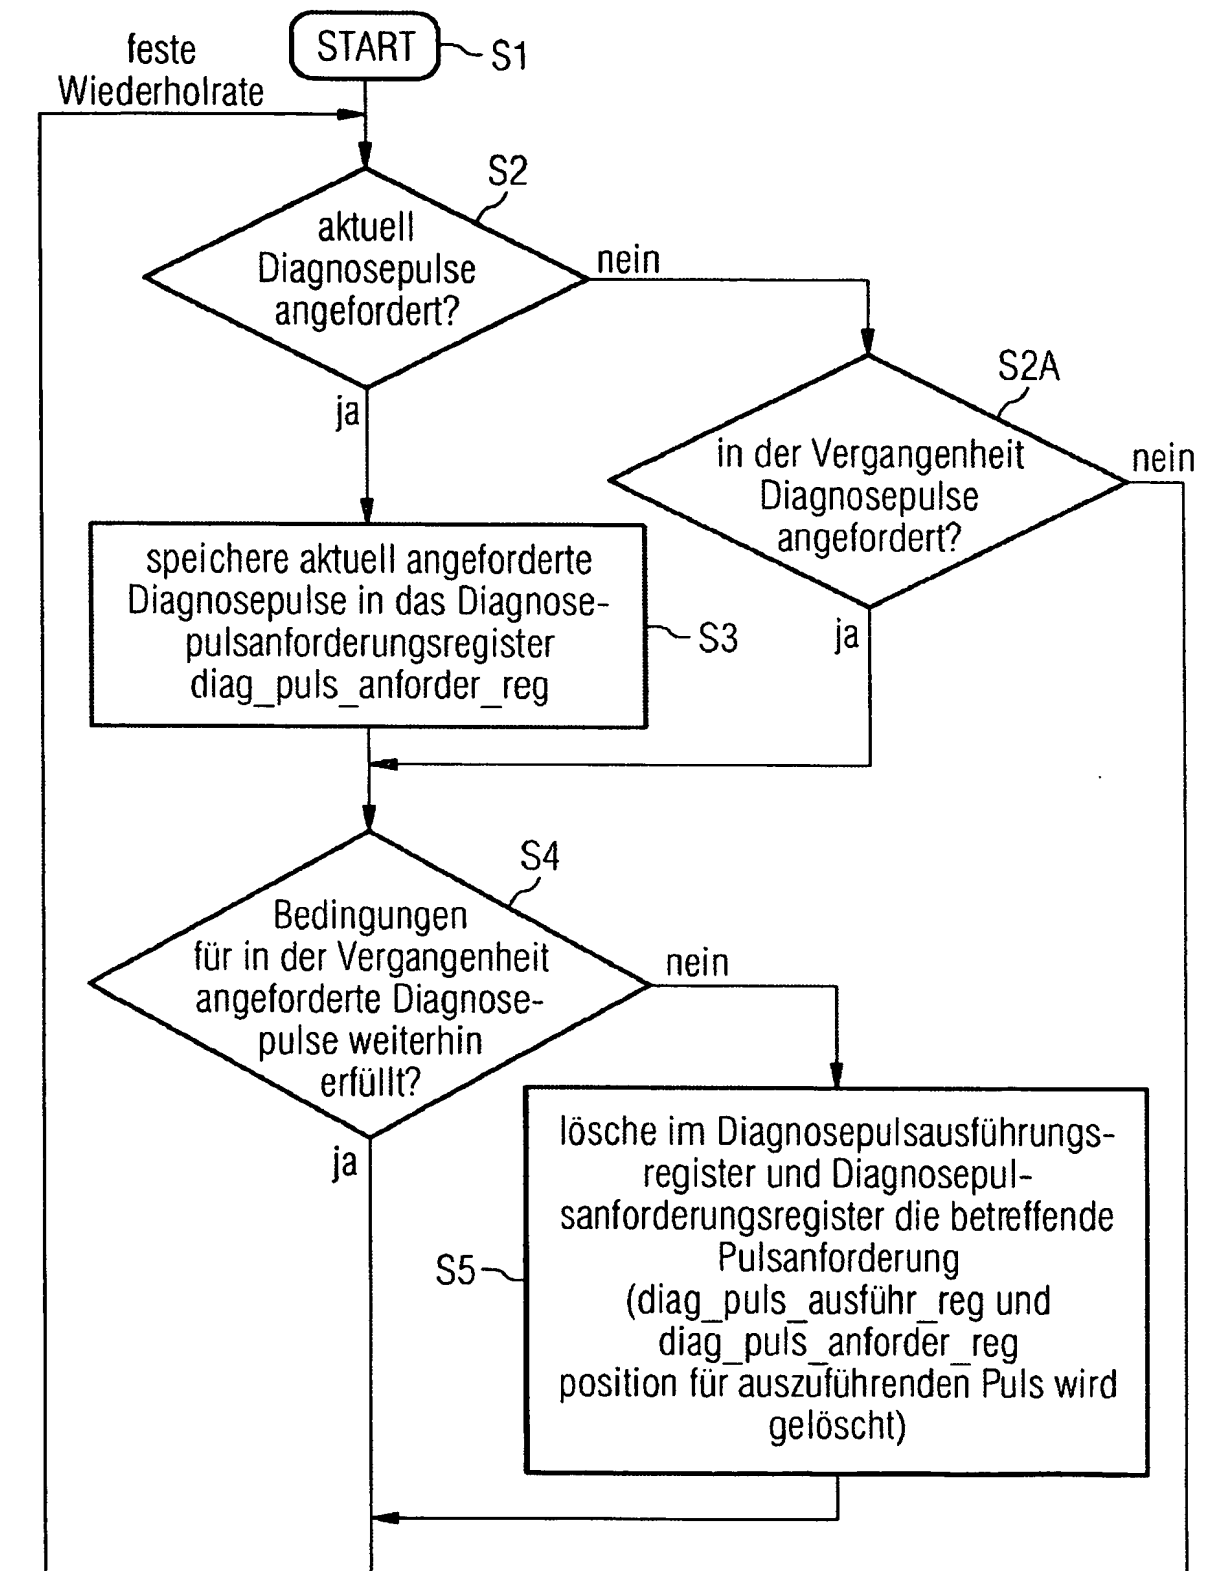 START
S1
feste
Wiederholrate
S2
aktuell
Diagnosepulse
angefordert?
nein
ja
S2A
in der Vergangenheit
Diagnosepulse
angefordert?
nein
ja
speichere aktuell angeforderte
Diagnosepulse in das Diagnose-
pulsanforderungsregister
diag_puls_anforder_reg
S3
S4
Bedingungen
für in der Vergangenheit
angeforderte Diagnose-
pulse weiterhin
erfüllt?
nein
ja
lösche im Diagnosepulsausführungs-
register und Diagnosepul-
sanforderungsregister die betreffende
Pulsanforderung
(diag_puls_ausführ_reg und
diag_puls_anforder_reg
position für auszuführenden Puls wird
gelöscht)
S5